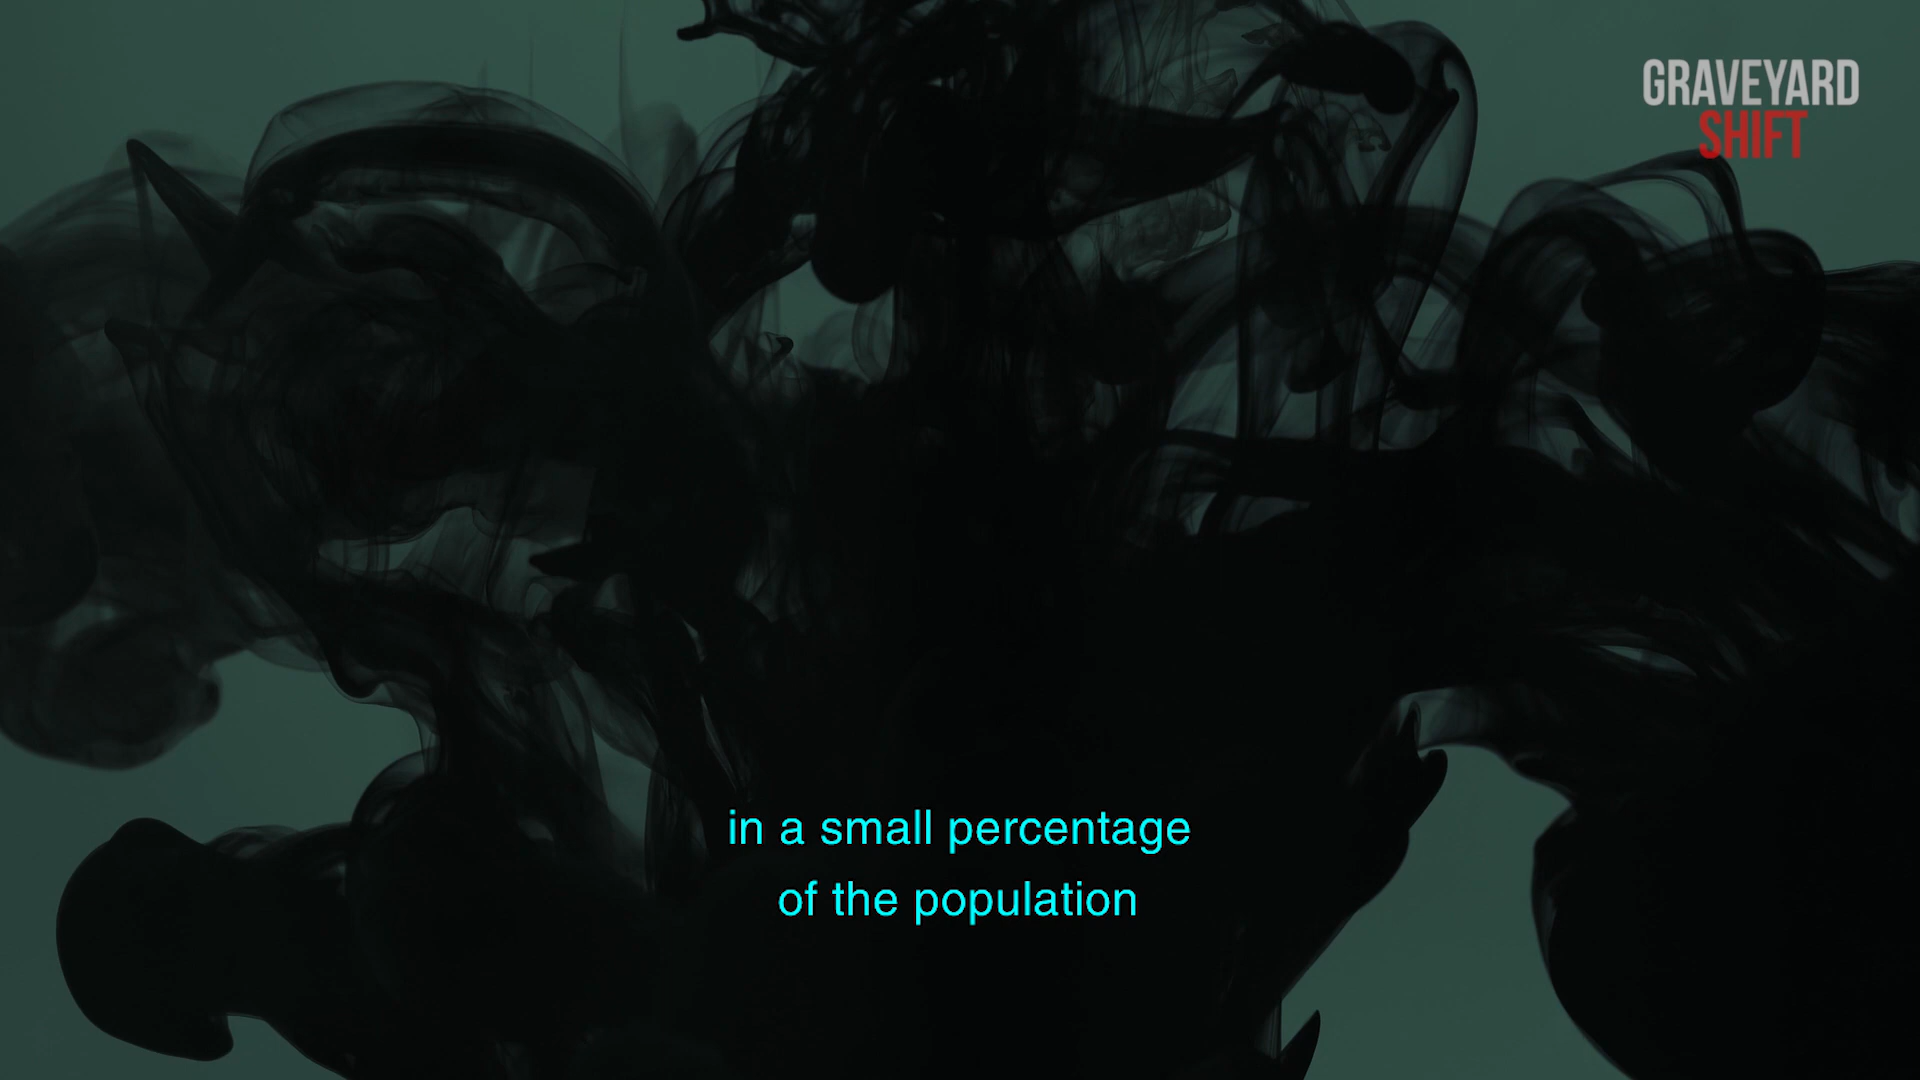 GRAVEYARD
SHIFT
in a small percentage
of the population